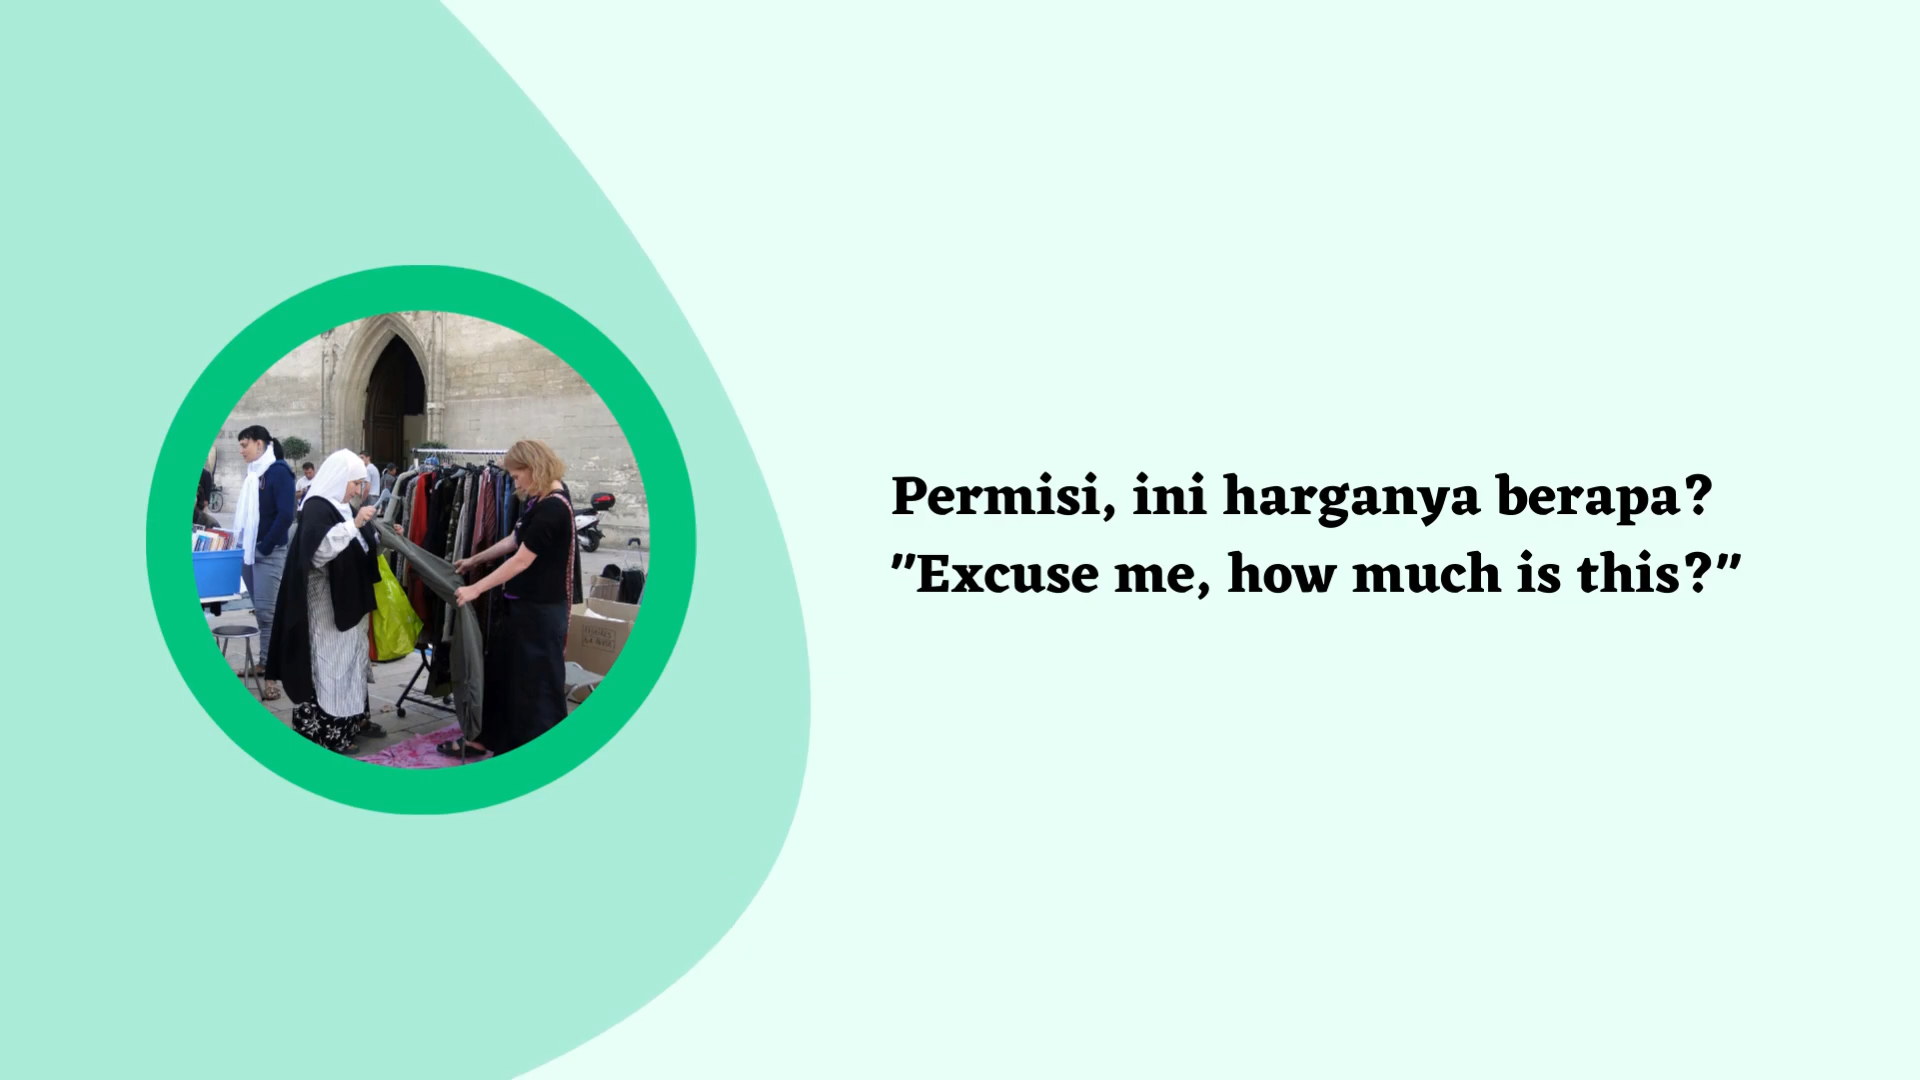 Permisi, ini harganya berapa?
"Excuse me, how much is this?"